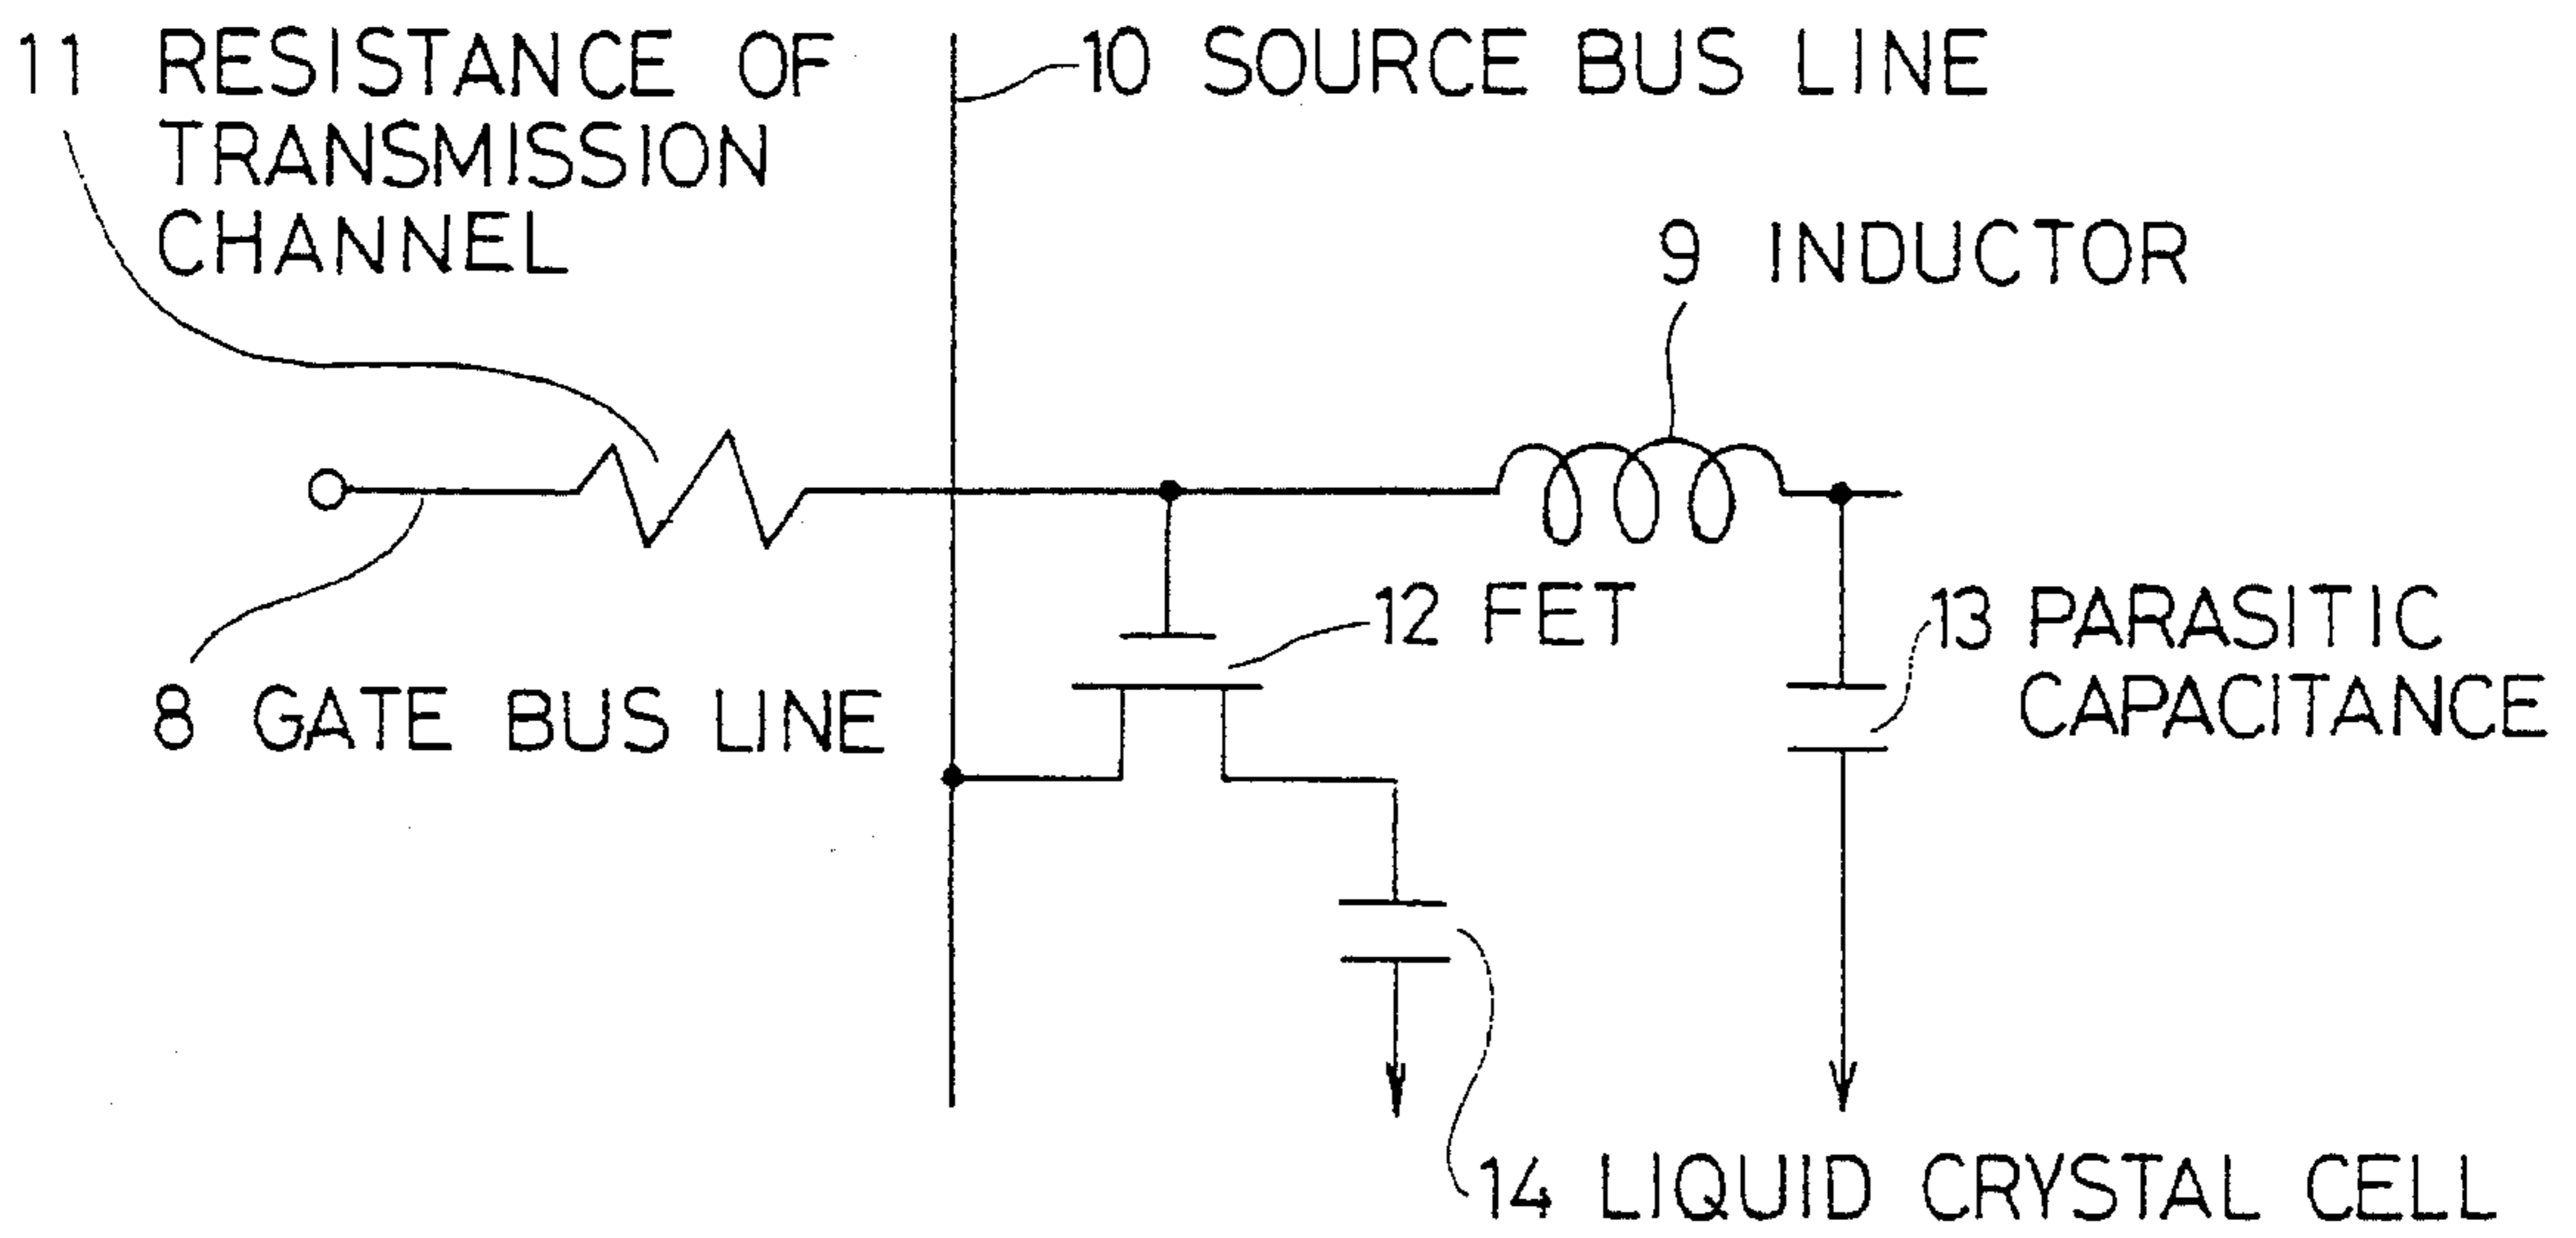 11 RESISTANCE OF
TRANSMISSION
CHANNEL
10 SOURCE BUS LINE
9 INDUCTOR
12 FET
13 PARASITIC
CAPACITANCE
8 GATE BUS LINE
14 LIQUID CRYSTAL CELL